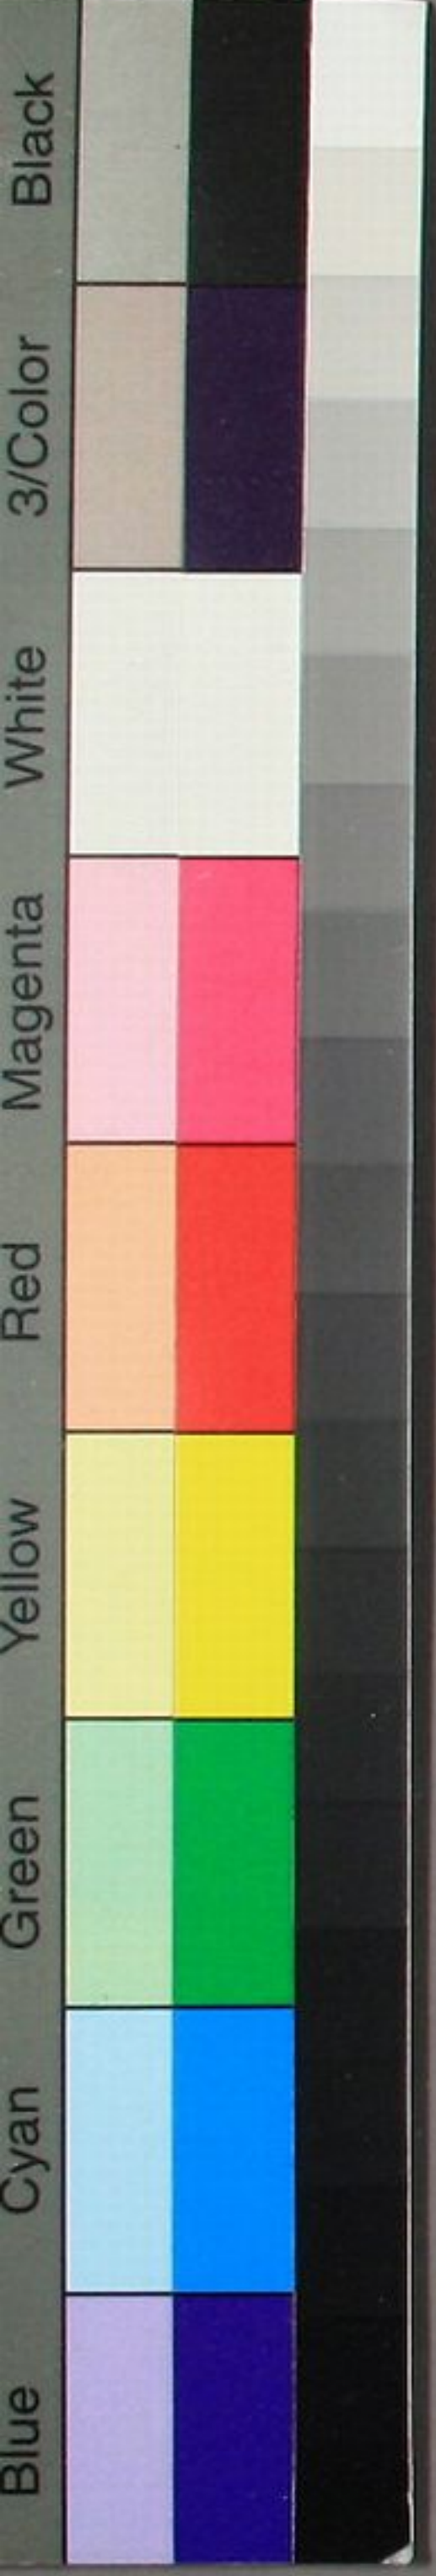 Blue
Cyan
Green
Yellow
Red
Magenta
White
3/Color
Black